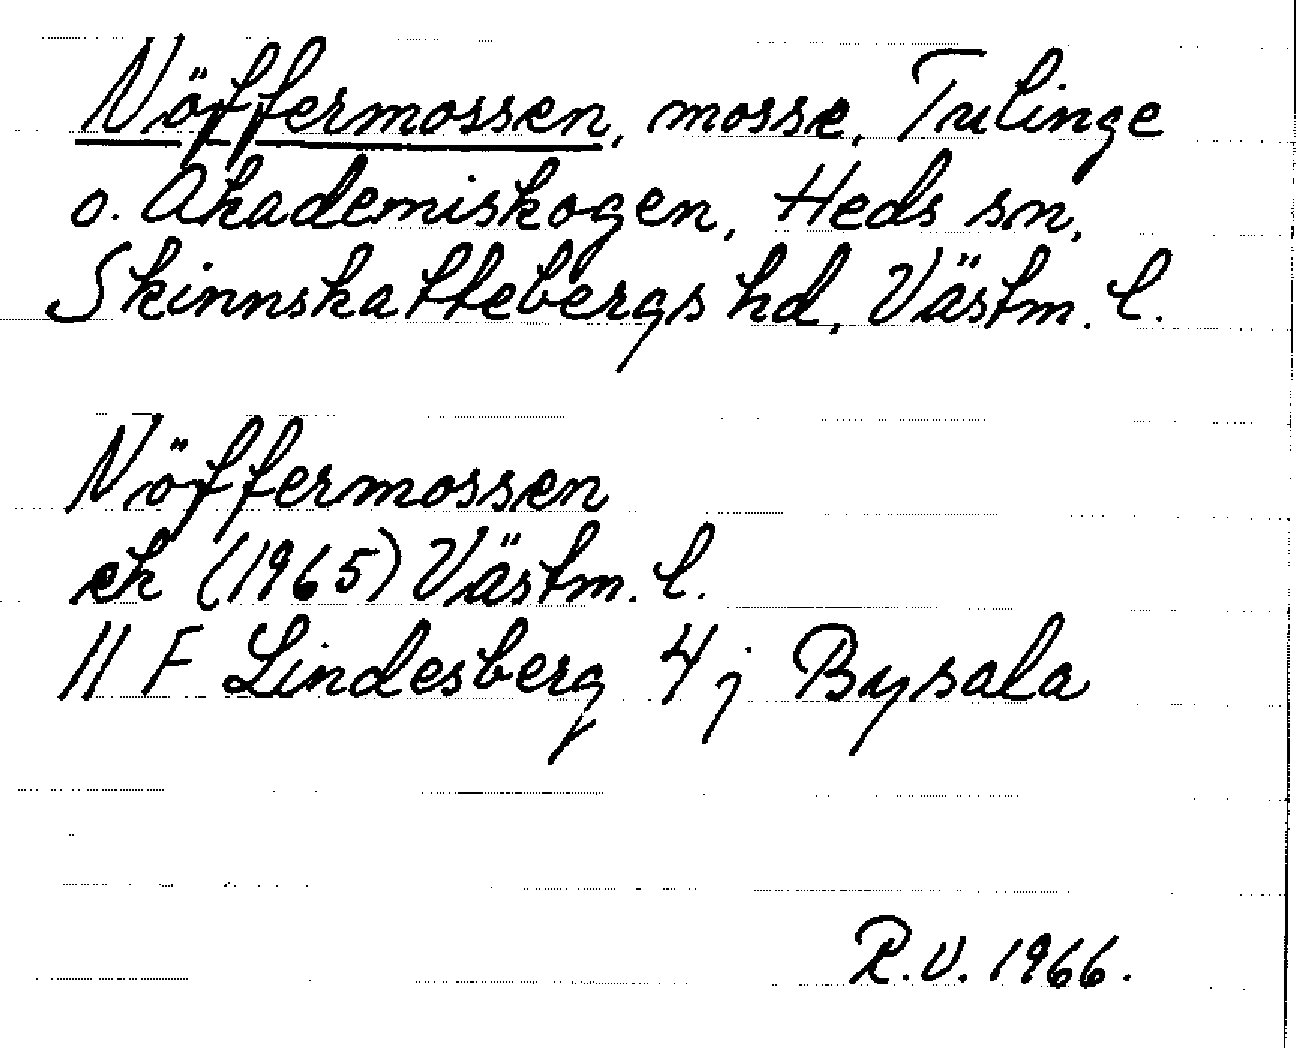 Nöffermossen, mosse, Tulinge
o. Akademiskogen, Heds sn,
Skinnskattebergs hd, Västm. l.
Nöffermossen
ek (1965) Västm. l.
11 F Lindesberg 4 j Bysala
R.V. 1966.